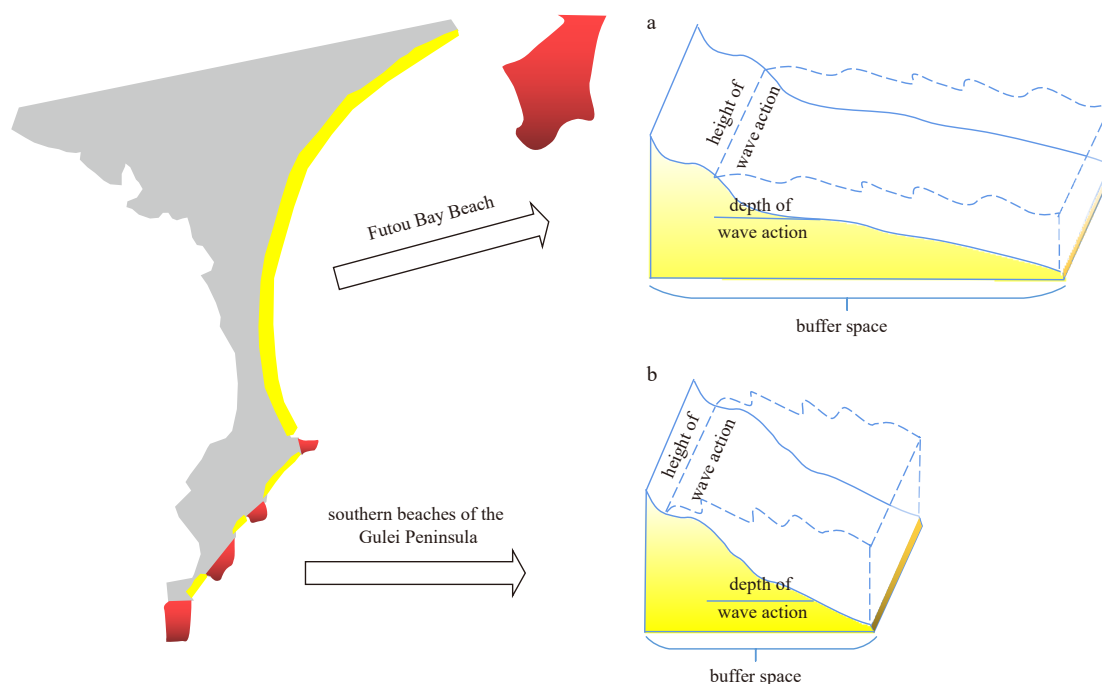 a
height of
wave action
depth of
wave action
Futou Bay Beach
buffer space
b
height of
wave action
southern beaches of the
Gulei Peninsula
depth of
wave action
buffer space